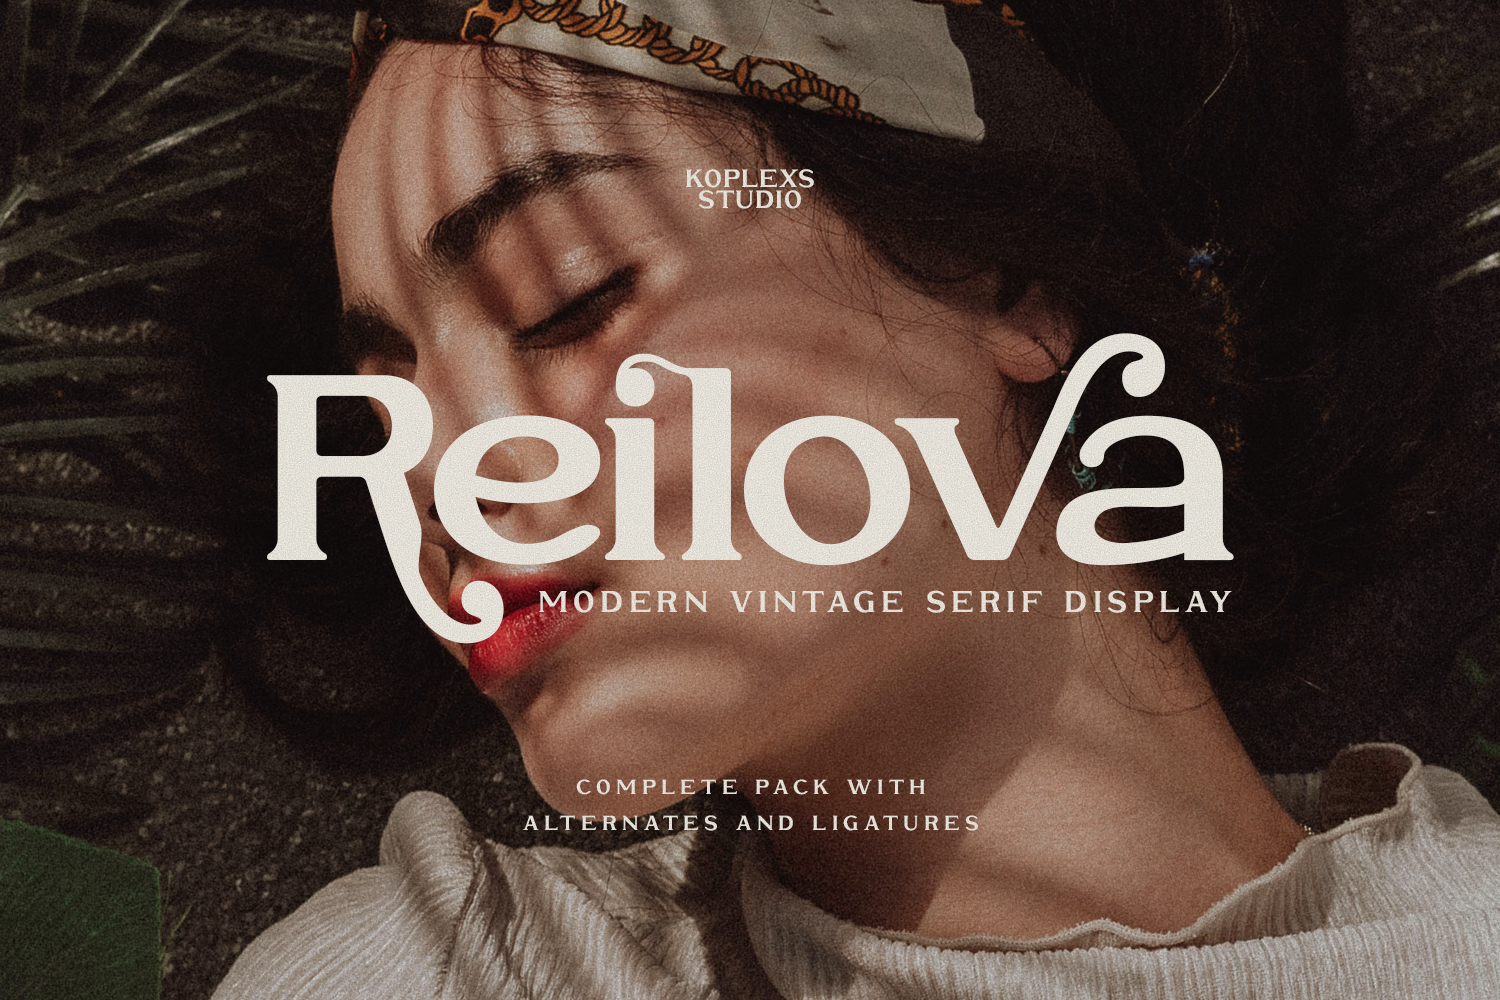 KOPLEXS
STUDIO
Reilova
MODERN VINTAGE SERIF DISPLAY
COMPLETE PACK WITH
ALTERNATES AND LIGATURES